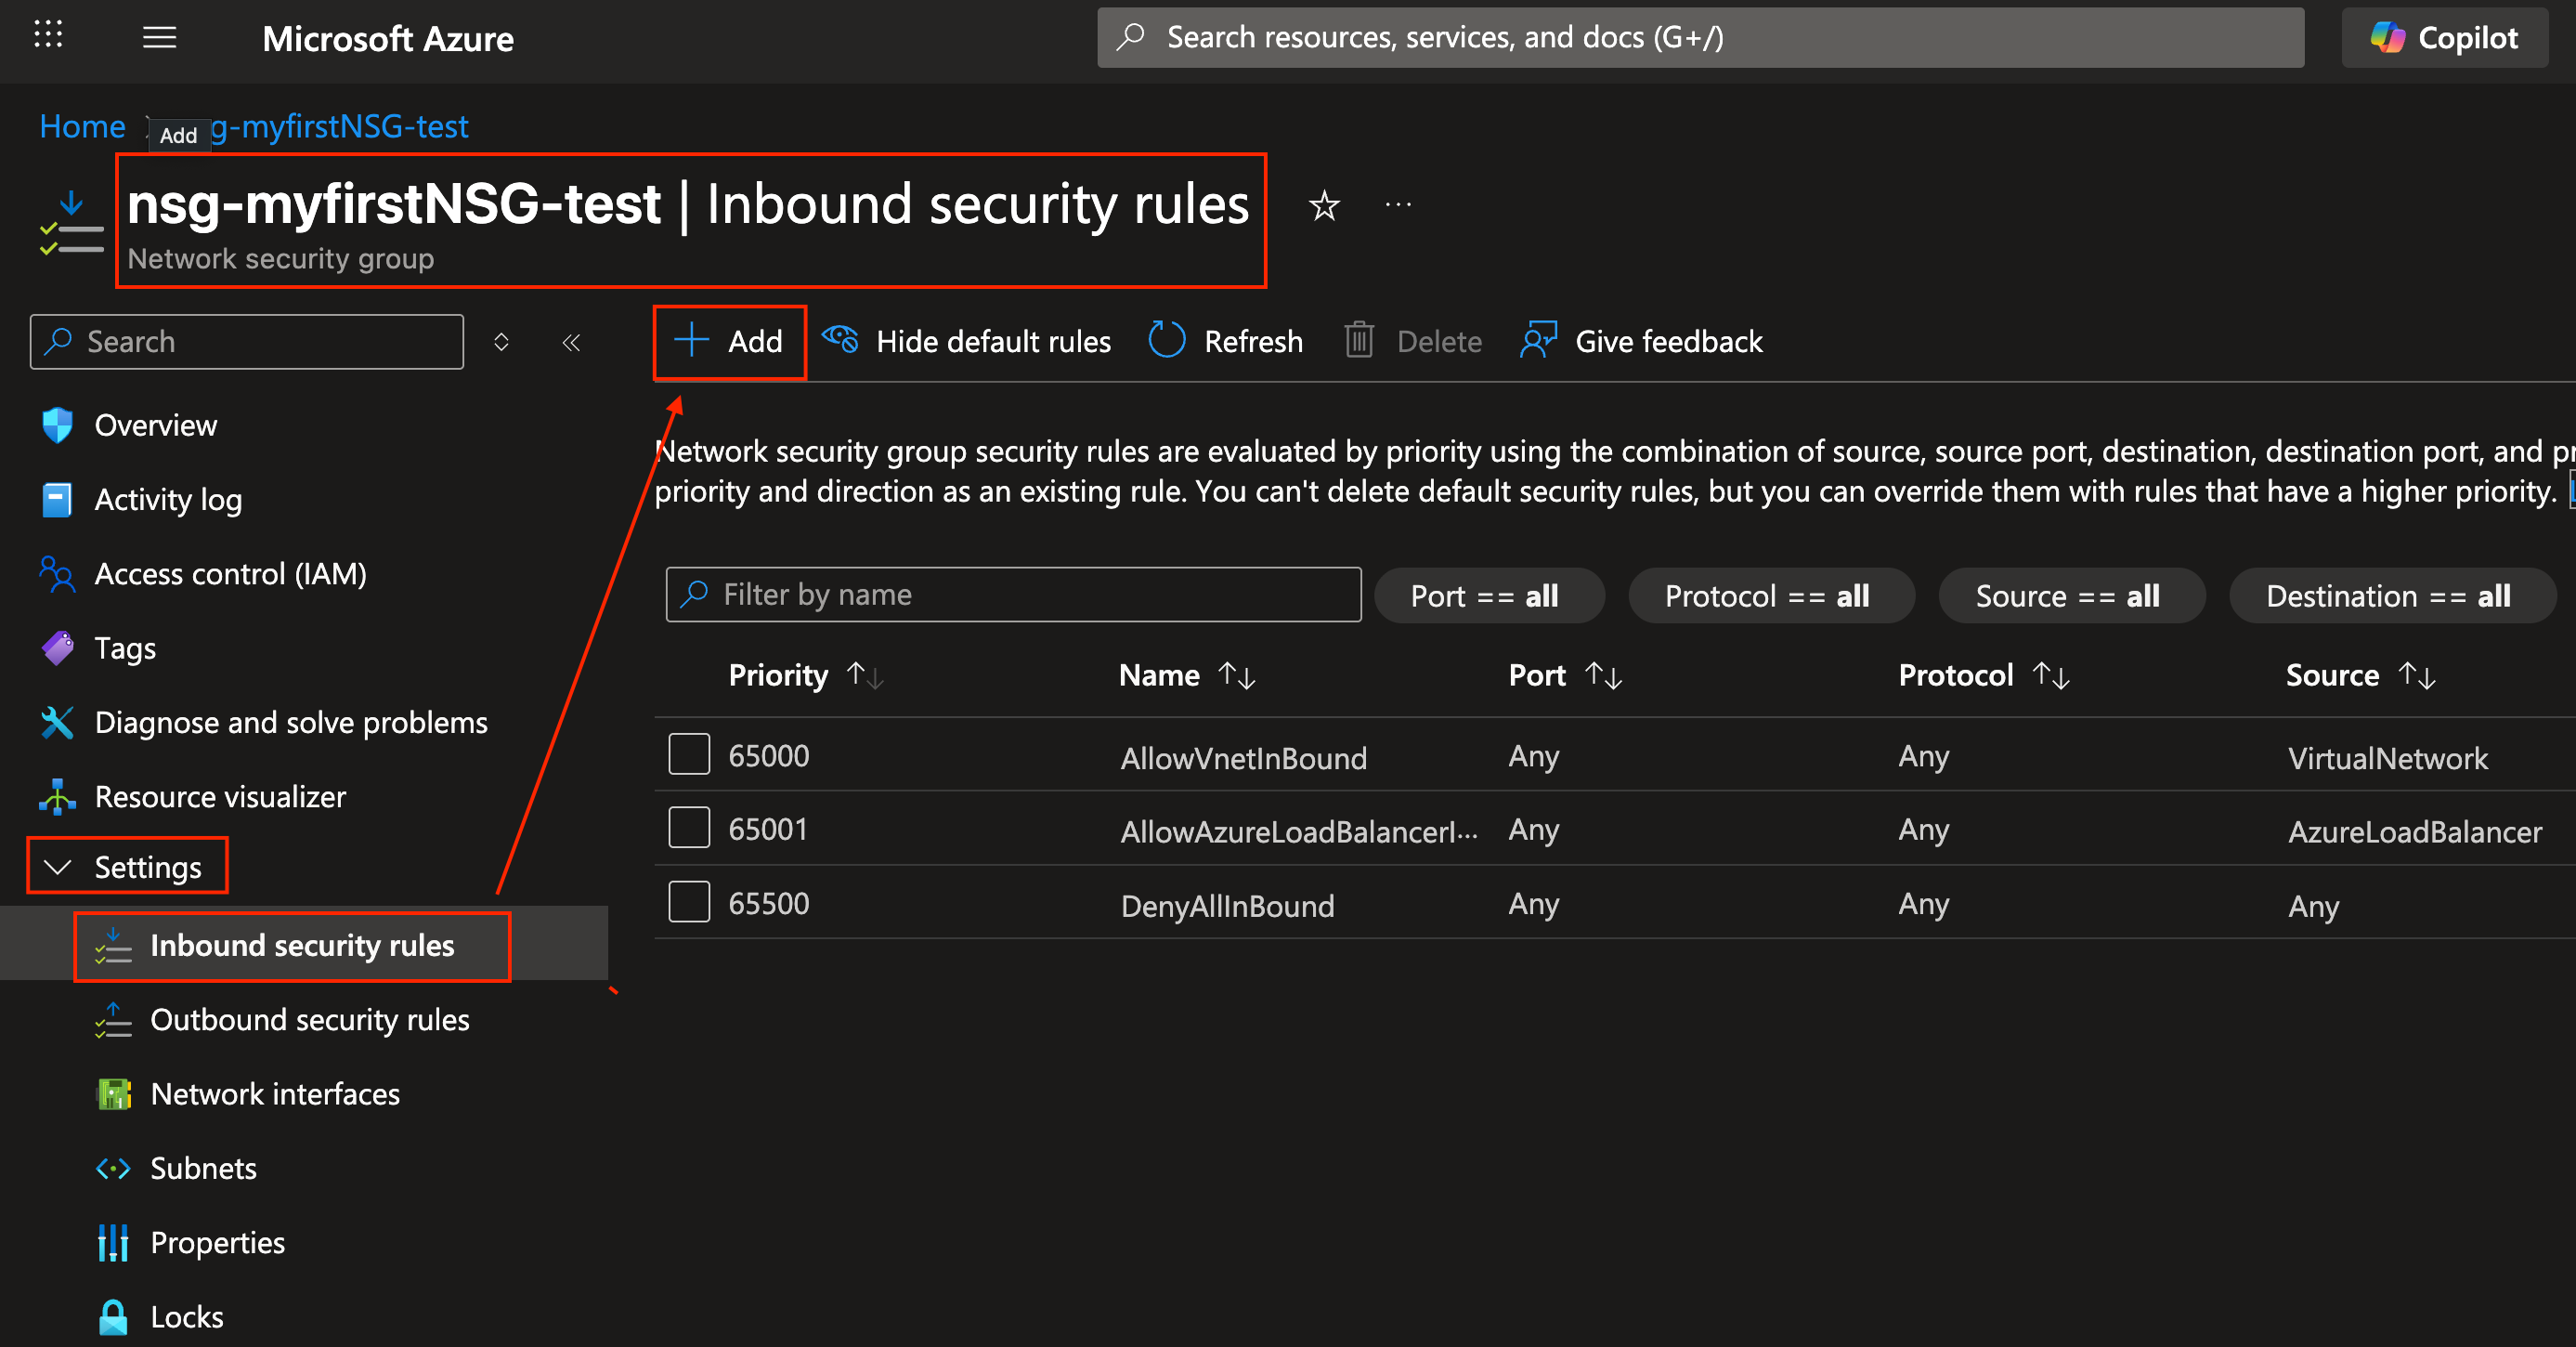 Microsoft Azure
Search resources, services, and docs (G+/)
Copilot
Home
Add
g-myfirstNSG-test
nsg-myfirstNSG-test | Inbound security rules
Network security group
Search
Add
Hide default rules
Refresh
Delete
Give feedback
Overview
Activity log
Access control (IAM)
Tags
Diagnose and solve problems
Resource visualizer
Settings
Inbound security rules
Outbound security rules
Network interfaces
Subnets
Properties
Locks
Network security group security rules are evaluated by priority using the combination of source, source port, destination, destination port, and
priority and direction as an existing rule. You can't delete default security rules, but you can override them with rules that have a higher priority.
Filter by name
Port == all
Protocol == all
Source == all
Destination == all
Priority Name Port Protocol Source
65000 AllowVnetInBound Any Any VirtualNetwork
65001 AllowAzureLoadBalancerI... Any Any AzureLoadBalancer
65500 DenyAllInBound Any Any Any